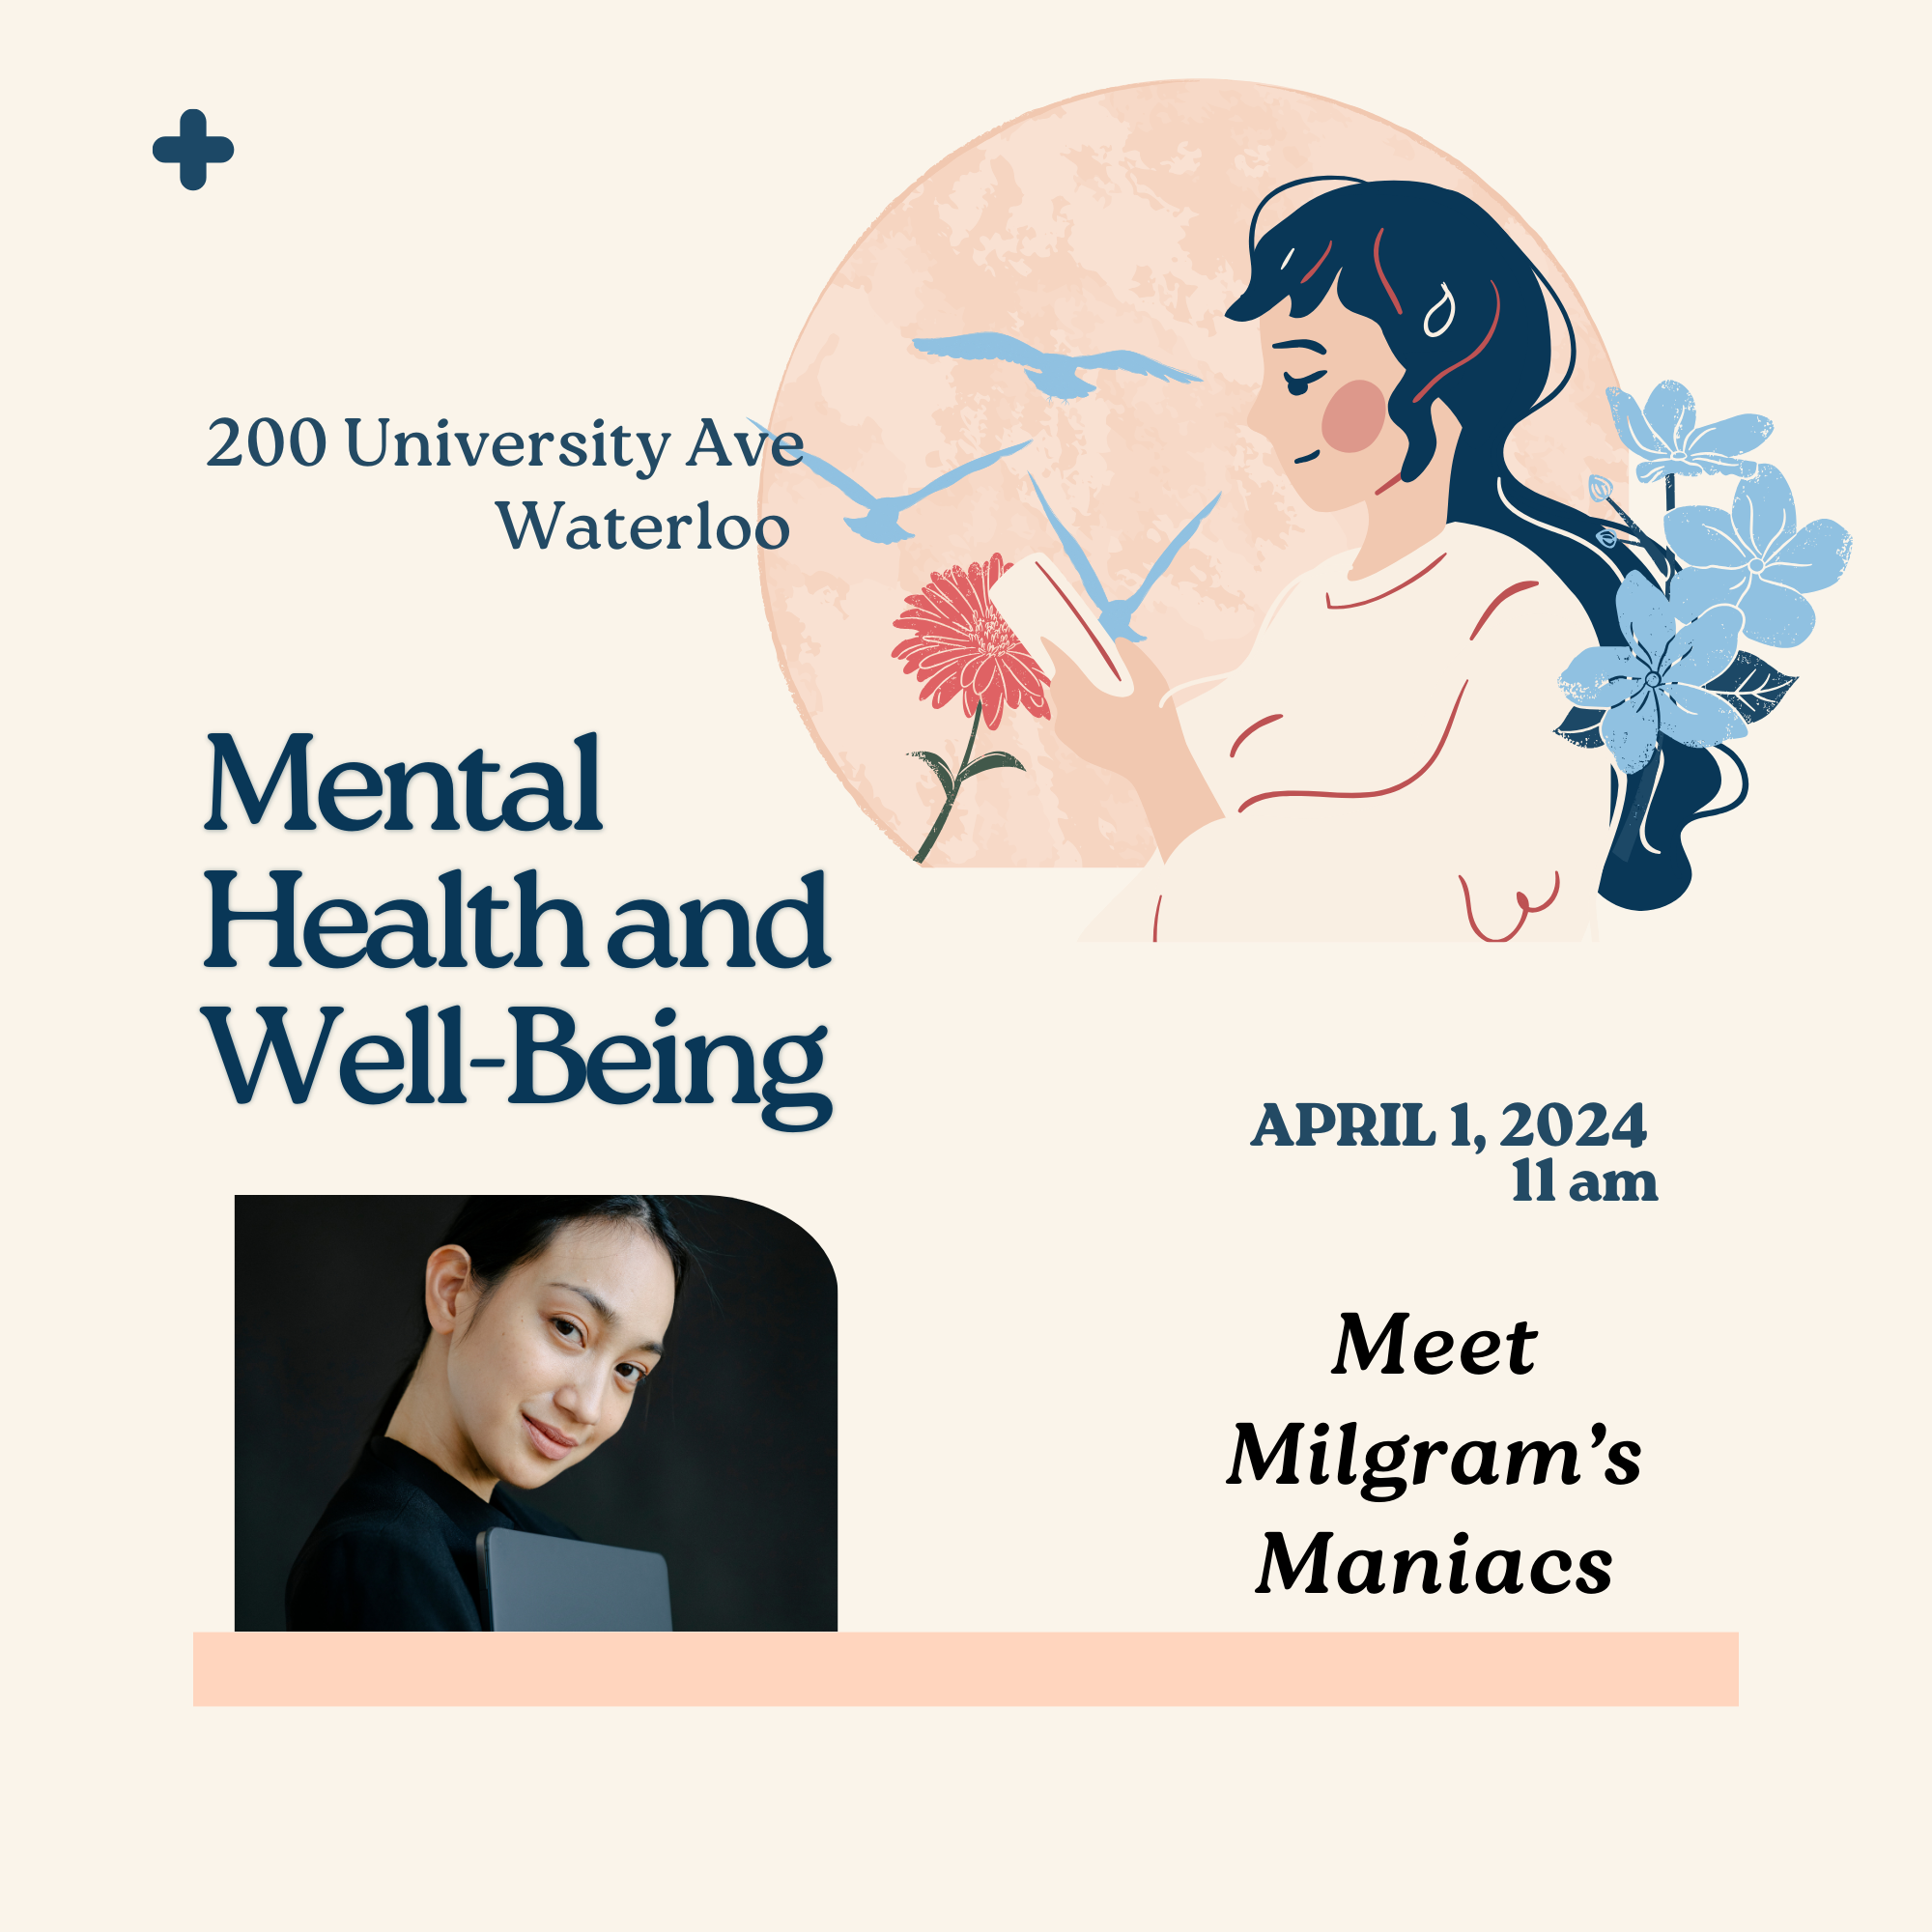 200 University Ave
Waterloo
Mental
Health and
Well-Being
APRIL 1, 2024
11 am
Meet
Milgram’s
Maniacs